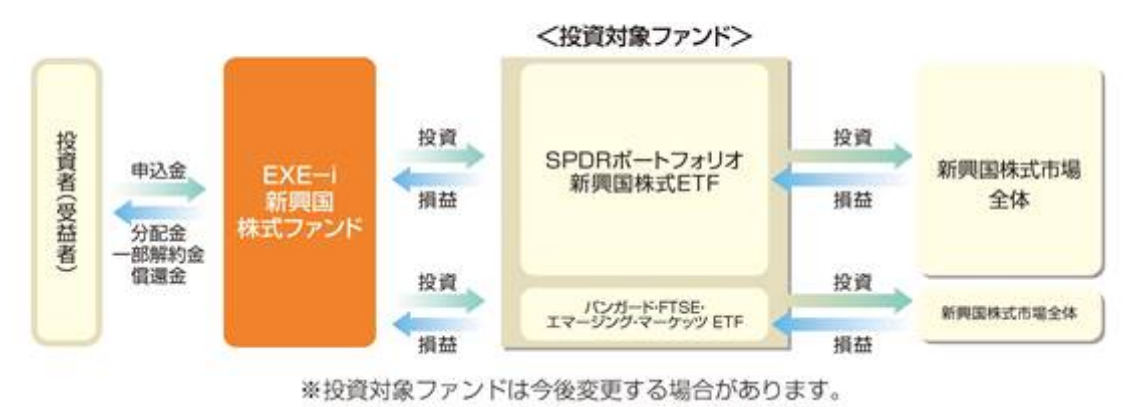 <投資対象ファンド>
投資者(受益者)
申込金
分配金
一部解約金
償還金
EXE-i
新興国
株式ファンド
投資
損益
投資
損益
SPDRポートフォリオ
新興国株式ETF
バンガード・FTSE・
エマージング・マーケッツ ETF
投資
損益
投資
損益
新興国株式市場
全体
新興国株式市場全体
※投資対象ファンドは今後変更する場合があります。